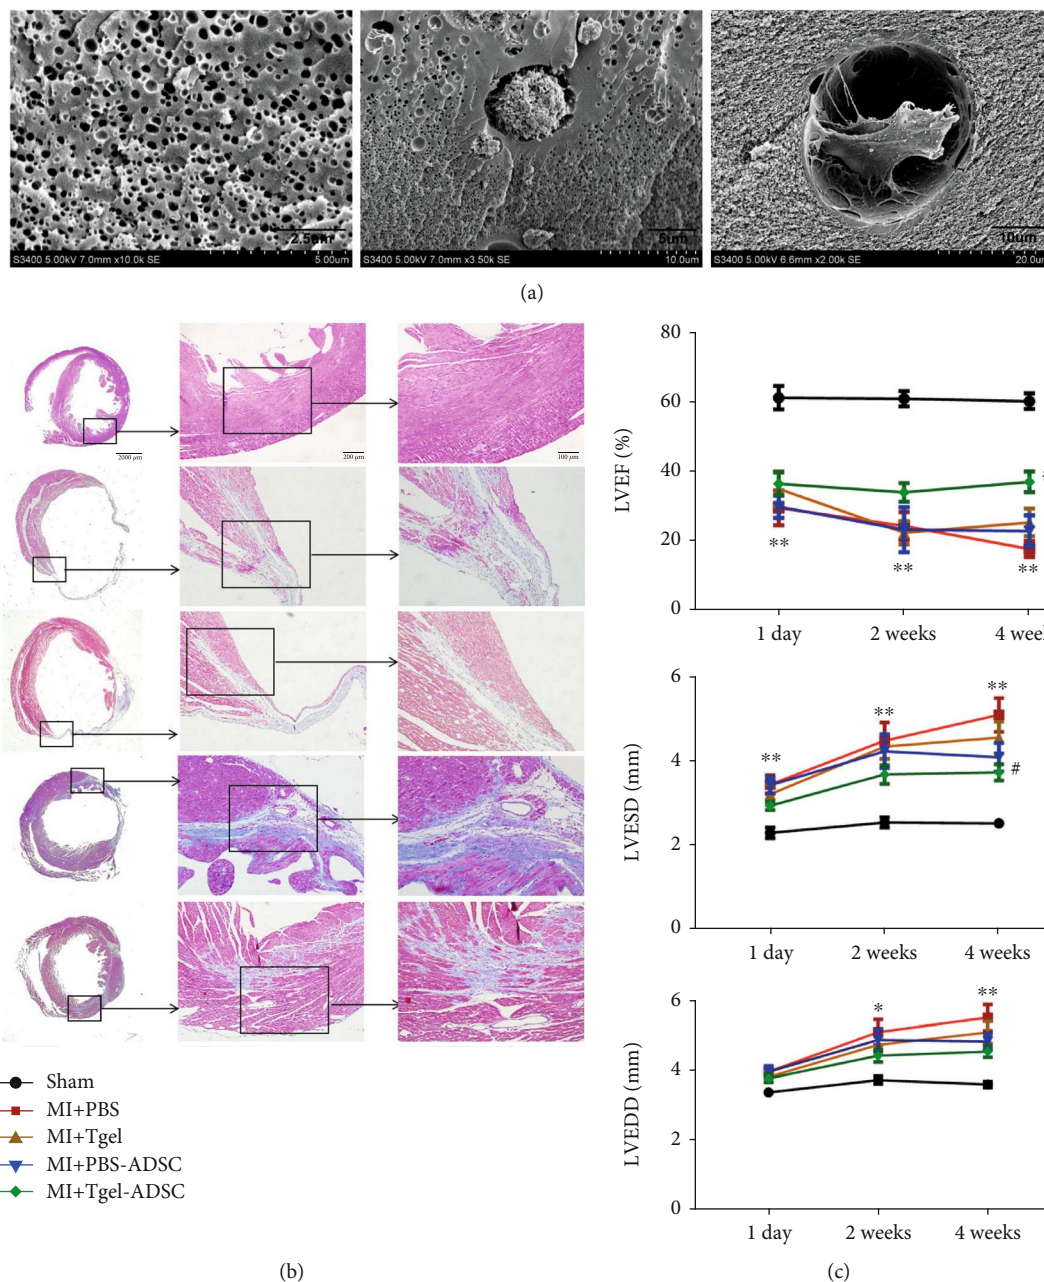 2.5um
S3400 5.00kV 7.0mm x10.0k SE
5.00um
5um
S3400 5.00kV 7.0mm x3.50k SE
10.0um
10um
S3400 5.00kV 6.6mm x2.00k SE
20.0um
(a)
2000 μm
200 μm
100 μm
Sham
MI+PBS
MI+Tgel
MI+PBS-ADSC
MI+Tgel-ADSC
(b)
LVEF (%)
80
60
40
20
0
**
**
**
1 day
2 weeks
4 week
LVESD (mm)
6
4
2
0
**
**
**
#
1 day
2 weeks
4 weeks
LVEDD (mm)
6
4
2
0
*
**
1 day
2 weeks
4 weeks
(c)